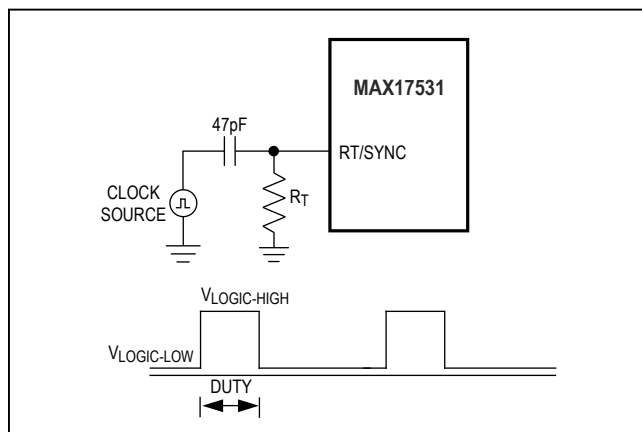 MAX17531
47pF
RT/SYNC
RT
CLOCK
SOURCE
VLOGIC-HIGH
VLOGIC-LOW
DUTY